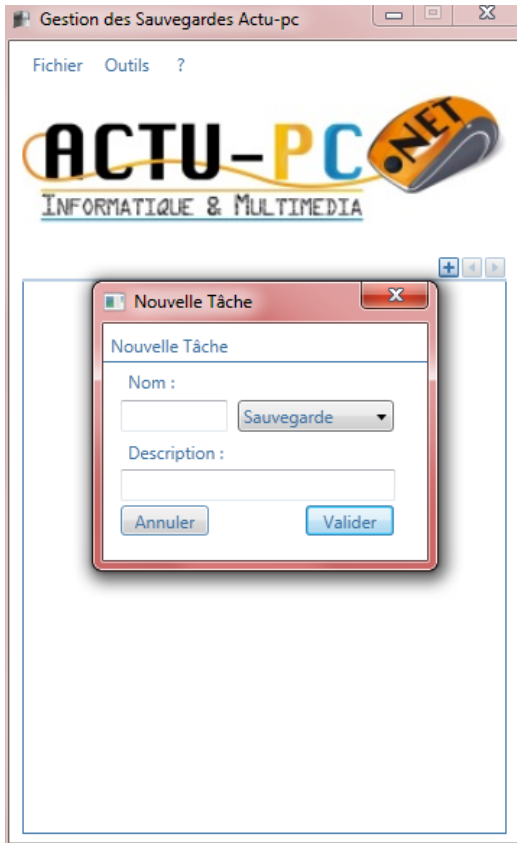 Gestion des Sauvegardes Actu-pc
Fichier Outils ?
ACTU-PC
.NET
INFORMATIQUE & MULTIMEDIA
Nouvelle Tâche
Nouvelle Tâche
Nom :
Sauvegarde
Description :
Annuler Valider